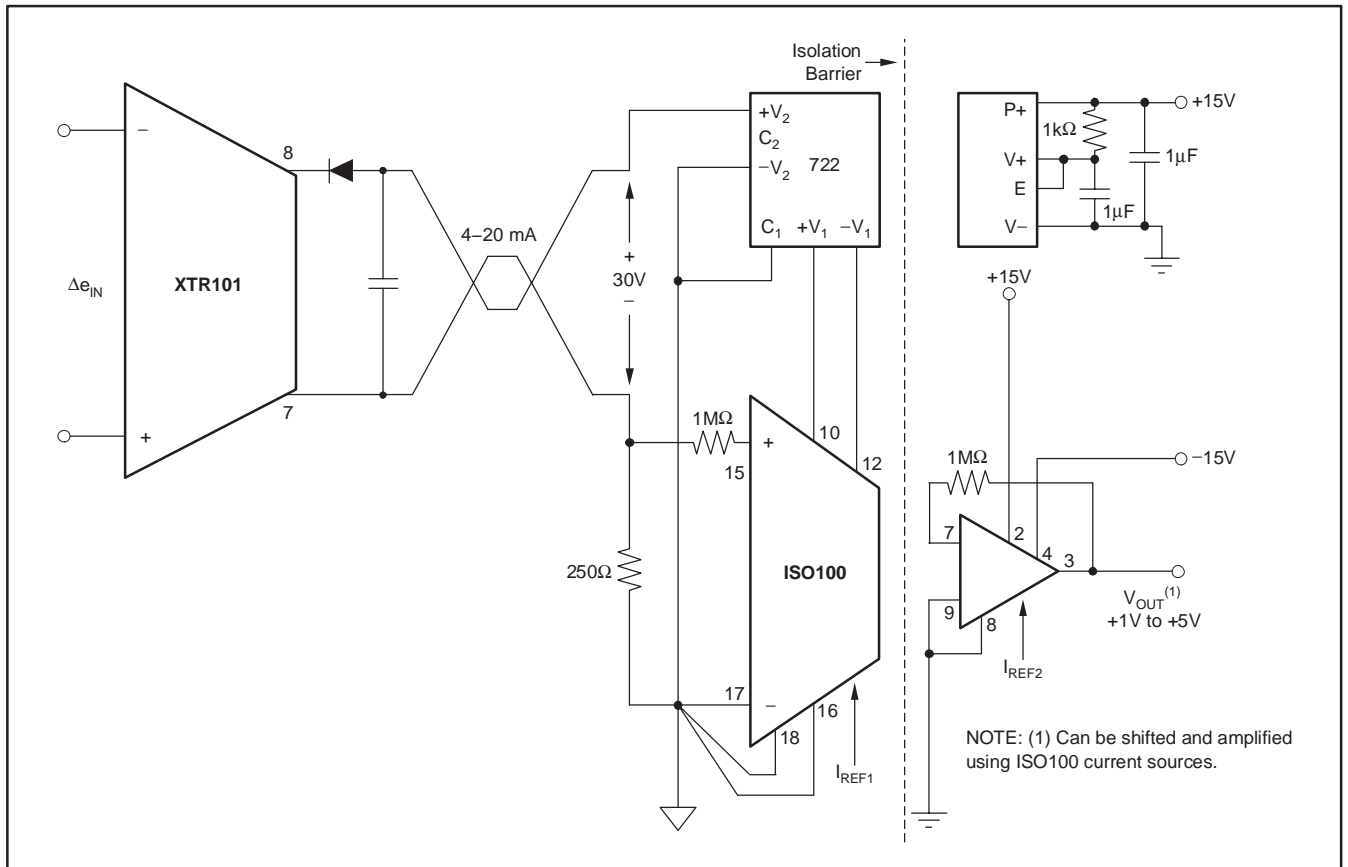 Isolation
Barrier
−
8
XTR101
ΔeIN
7
+
4–20 mA
+
30V
−
+V2
C2
−V2
722
C1 +V1 −V1
P+
1kΩ
V+
E
V−
1μF
1μF
+15V
+15V
−15V
1MΩ
+
15
10
12
250Ω
ISO100
17
−
16
18
IREF1
1MΩ
7
2
4
3
9
8
IREF2
VOUT(1)
+1V to +5V
NOTE: (1) Can be shifted and amplified
using ISO100 current sources.